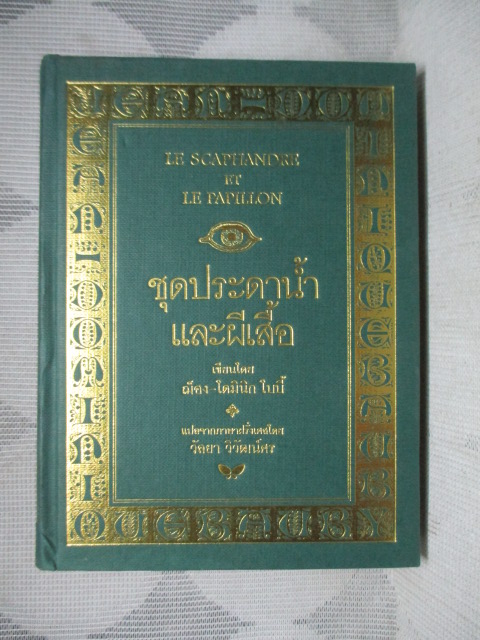 LE SCAPHANDRE
ET
LE PAPILLON
ชุดประดาน้ำ
และผีเสื้อ
เขียนโดย
ฌ็อง-โดมินิก โบบี้
แปลจากภาษาฝรั่งเศสโดย
วัลยา วิวัฒน์ศร